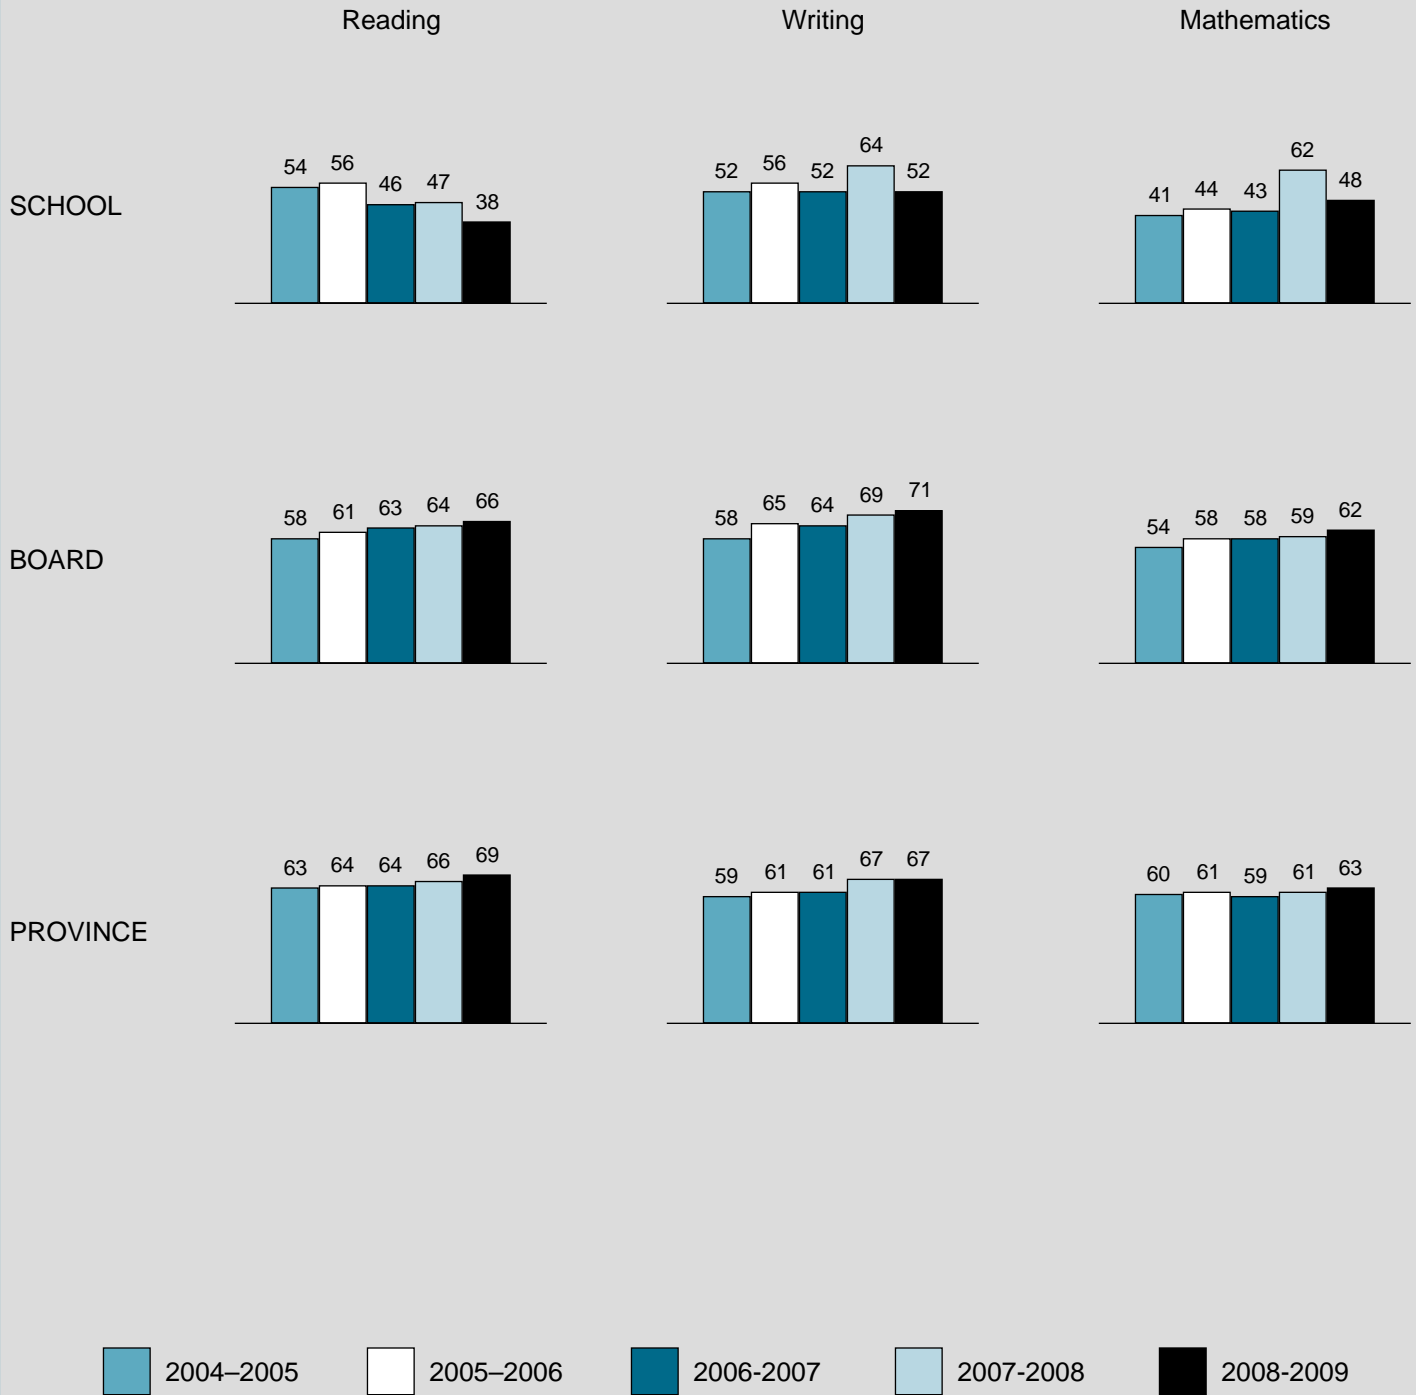 Reading Writing Mathematics
SCHOOL
54 56 46 47 38
52 56 52 64 52
41 44 43 62 48
BOARD
58 61 63 64 66
58 65 64 69 71
54 58 58 59 62
PROVINCE
63 64 64 66 69
59 61 61 67 67
60 61 59 61 63
2004–2005 2005–2006 2006-2007 2007-2008 2008-2009